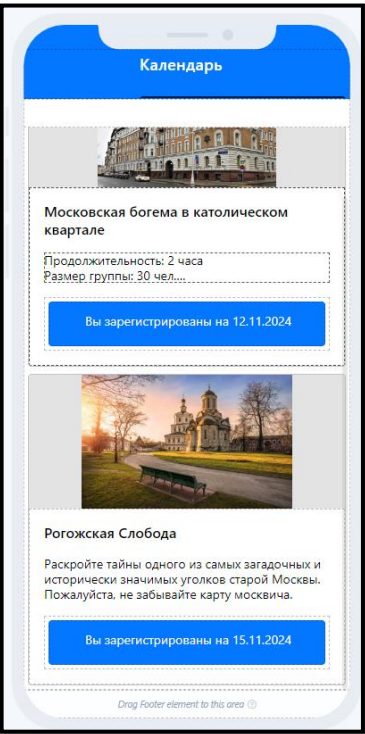 Календарь
Московская богема в католическом
квартале
Продолжительность: 2 часа
Размер группы: 30 чел....
Вы зарегистрированы на 12.11.2024
Рогожская Слобода
Раскройте тайны одного из самых загадочных и
исторически значимых уголков старой Москвы.
Пожалуйста, не забывайте карту москвича.
Вы зарегистрированы на 15.11.2024
Drag Footer element to this area ?